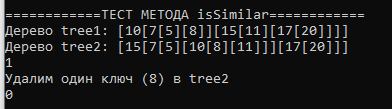 ============ТЕСТ МЕТОДА isSimilar============
Дерево tree1: [10[7[5][8]][15[11][17[20]]]]
Дерево tree2: [15[7[5][10[8][11]]][17[20]]]
1
Удалим один ключ (8) в tree2
0